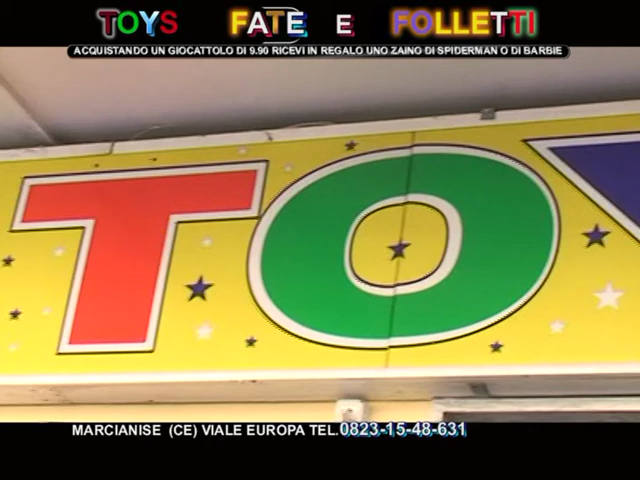 TOYS FATE E FOLLETTI
ACQUISTANDO UN GIOCATTOLO DI 9.90 RICEVI IN REGALO UNO ZAINO DI SPIDERMAN O DI BARBIE
TO
MARCIANISE (CE) VIALE EUROPA TEL.0823-15-48-631